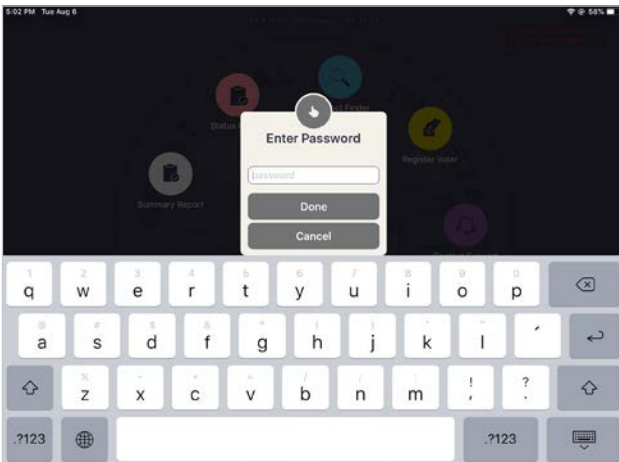 5:02 PM Tue Aug 6
58%
Status
Finder
Register Voter
Summary Report
Enter Password
password
Done
Cancel
1 2 3 4 5 6 7 8 9 0
q w e r t y u i o p
a s d f g h j k l ´
z x c v b n m ! , ? .
.?123 .?123